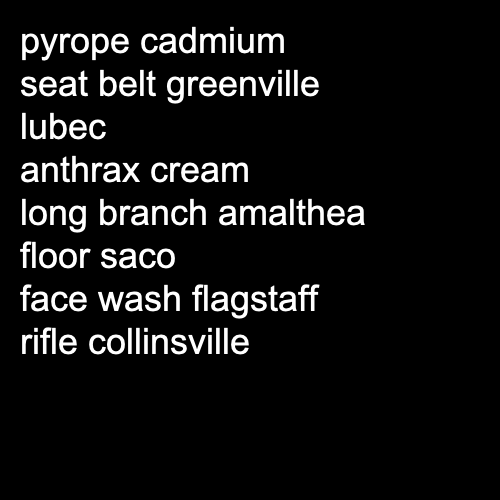 pyrope cadmium
seat belt greenville
lubec
anthrax cream
long branch amalthea
floor saco
face wash flagstaff
rifle collinsville